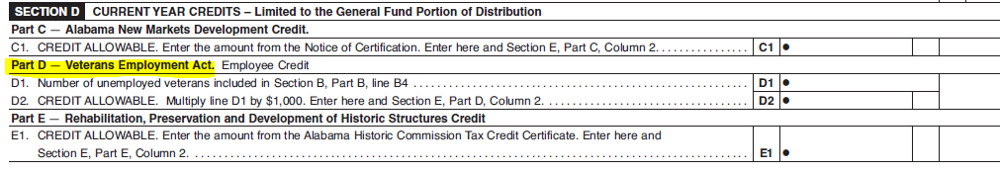 SECTION D CURRENT YEAR CREDITS – Limited to the General Fund Portion of Distribution
Part C — Alabama New Markets Development Credit.
C1. CREDIT ALLOWABLE. Enter the amount from the Notice of Certification. Enter here and Section E, Part C, Column 2. . . . . . . . . . . . . . . . C1 •
Part D — Veterans Employment Act. Employee Credit
D1. Number of unemployed veterans included in Section B, Part B, line B4 . . . . . . . . . . . . . . . . . . . . . . . . . . . . . . . . . . . . . . . . . . . . . . . . . . . . D1 •
D2. CREDIT ALLOWABLE. Multiply line D1 by $1,000. Enter here and Section E, Part D, Column 2. . . . . . . . . . . . . . . . . . . . . . . . . . . . . . . . D2 •
Part E — Rehabilitation, Preservation and Development of Historic Structures Credit
E1. CREDIT ALLOWABLE. Enter the amount from the Alabama Historic Commission Tax Credit Certificate. Enter here and
Section E, Part E, Column 2. . . . . . . . . . . . . . . . . . . . . . . . . . . . . . . . . . . . . . . . . . . . . . . . . . . . . . . . . . . . . . . . . . . . . . . . . . . . . . . . . . . . . . E1 •